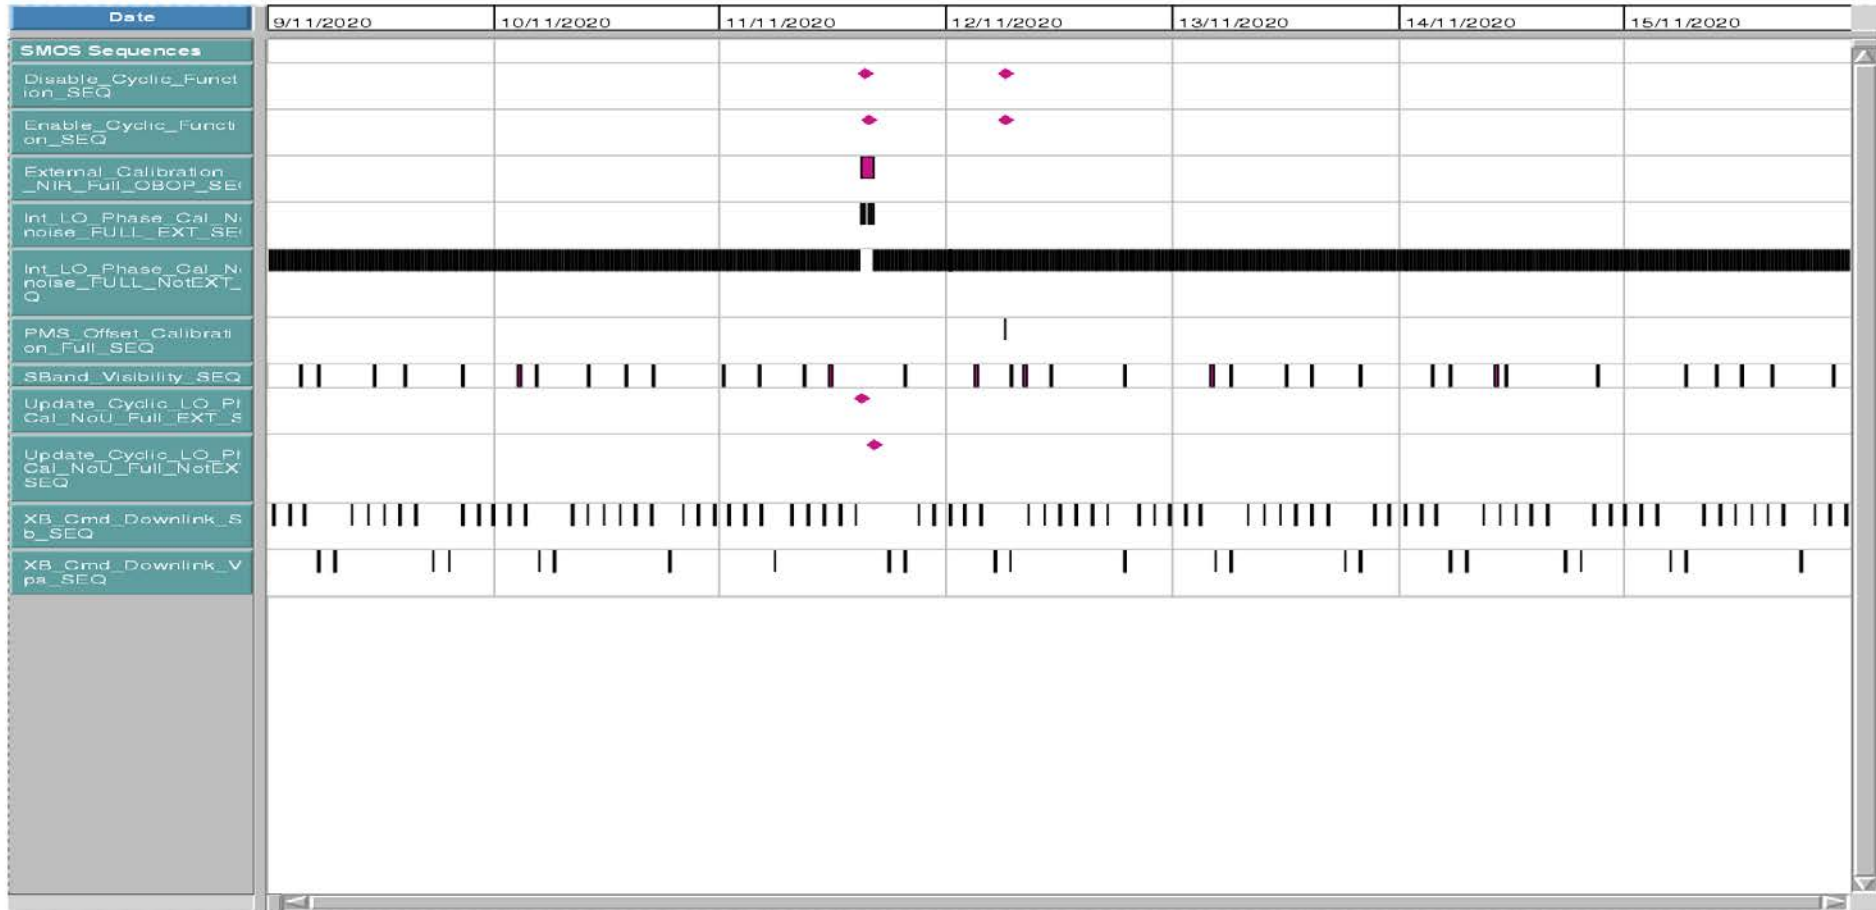 Date
9/11/2020
10/11/2020
11/11/2020
12/11/2020
13/11/2020
14/11/2020
15/11/2020
SMOS Sequences
Disable_Cyclic_Funct
ion_SEQ
Enable_Cyclic_Functi
on_SEQ
External_Calibration
_NIR_Full_OBOP_SE
Int_LO_Phase_Cal_N
noise_FULL_EXT_SE
Int_LO_Phase_Cal_N
noise_FULL_NotEXT_
Q
PMS_Offset_Calibrati
on_Full_SEQ
SBand_Visibility_SEQ
Update_Cyclic_LO_P
Cal_NoU_Full_EXT_S
Update_Cyclic_LO_P
Cal_NoU_Full_NotEX
SEQ
XB_Cmd_Downlink_S
b_SEQ
XB_Cmd_Downlink_V
pa_SEQ